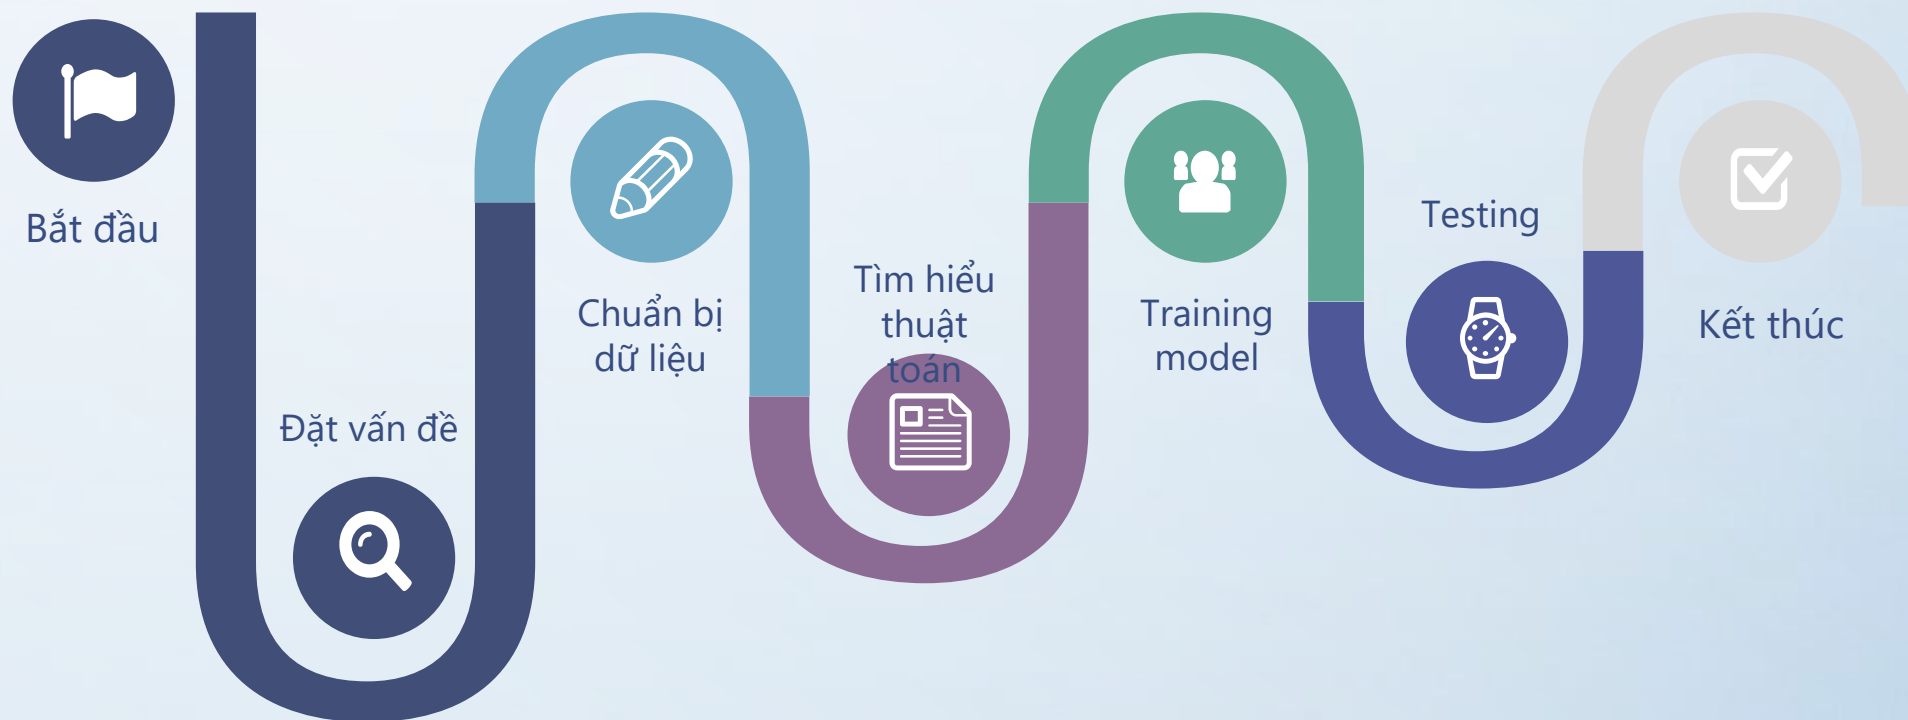 Bắt đầu
Đặt vấn đề
Chuẩn bị
dữ liệu
Tìm hiểu
thuật
toán
Training
model
Testing
Kết thúc